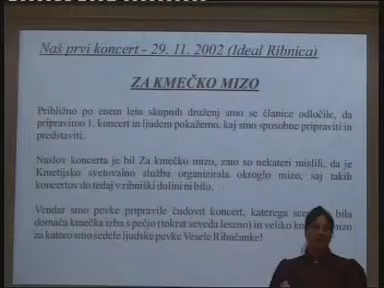 Naš prvi koncert - 29. 11. 2002 (Ideal Ribnica)
ZA KMEČKO MIZO
Približno po enem letu skupnih druženj smo se članice odločile, da
pripravimo 1. koncert in ljudem pokažemo, kaj smo sposobne pripraviti in
predstaviti.
Naslov koncerta je bil Za kmečko mizo, zato so nekateri mislili, da je
Kmetijsko svetovalna služba organizirala okroglo mizo, saj takih
koncertov do tedaj v ribniški dolini ni bilo.
Vendar smo pevke pripravile čudovit koncert, katerega bila
domača kmečka izba s pečjo (tokrat seveda leseno) in veliko mizo
za katero smo sedele ljudske pevke Vesele Ribničanke!